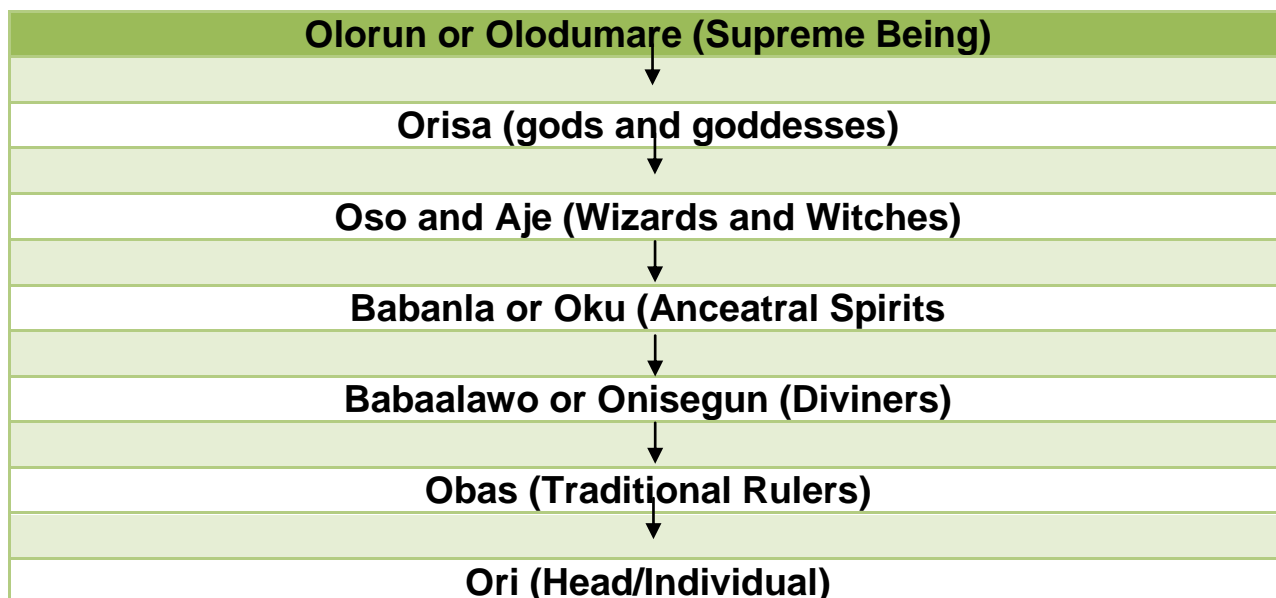 Olorun or Olodumare (Supreme Being)
Orisa (gods and goddesses)
Oso and Aje (Wizards and Witches)
Babanla or Oku (Anceatral Spirits
Babaalawo or Onisegun (Diviners)
Obas (Traditional Rulers)
Ori (Head/Individual)